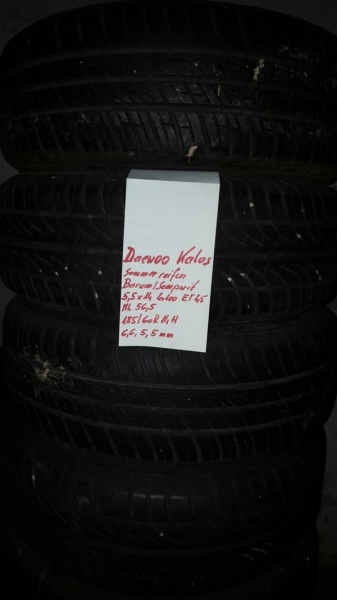 Daewoo Kalos
Sommerreifen
Barum/Semperit
5,5x14 4x100 ET45
ML 56,5
185/60R14H
6,6,5,5mm